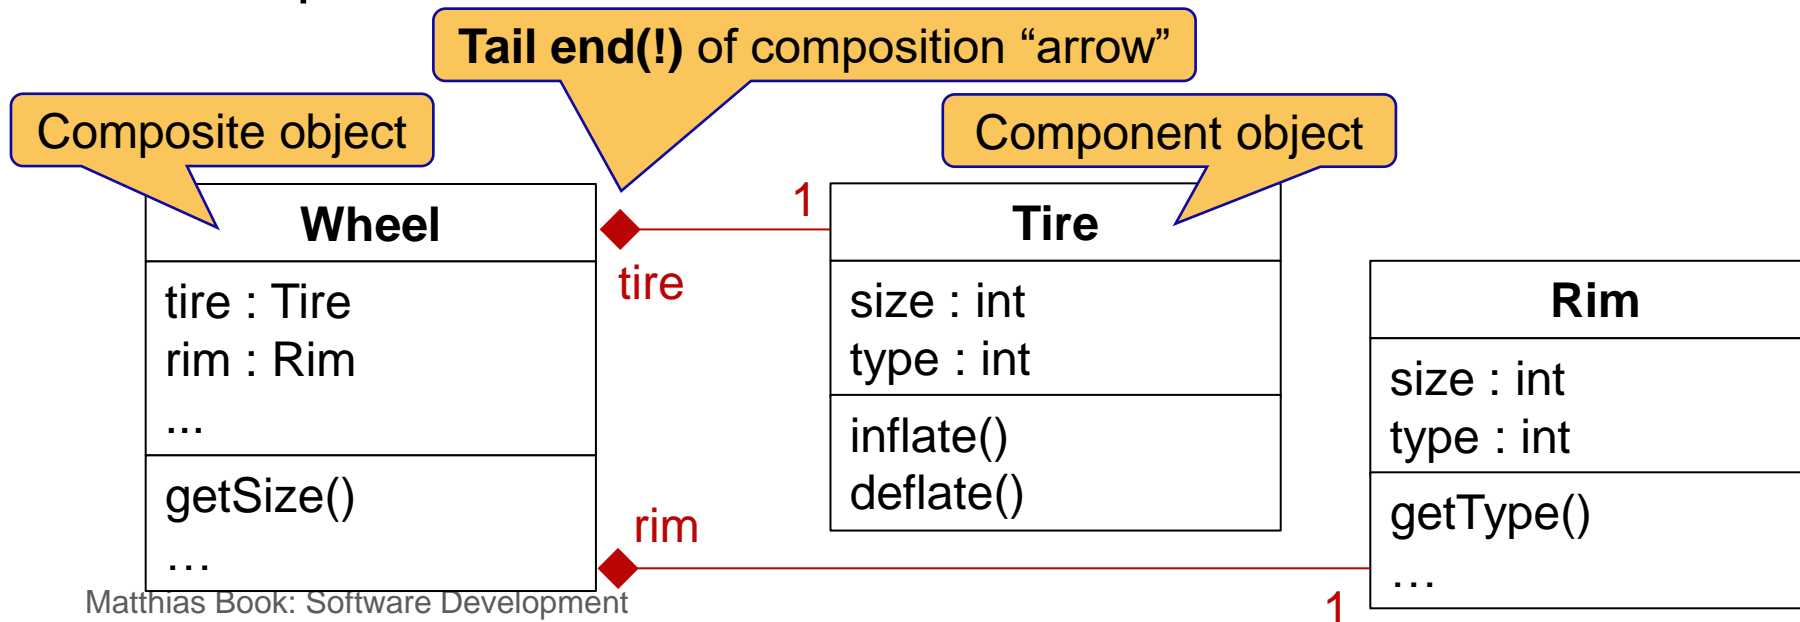 Tail end(!) of composition “arrow”
Composite object
Component object
Wheel
tire : Tire
rim : Rim
...
getSize()
…
1
tire
rim
1
Tire
size : int
type : int
inflate()
deflate()
Rim
size : int
type : int
getType()
…
Matthias Book: Software Development